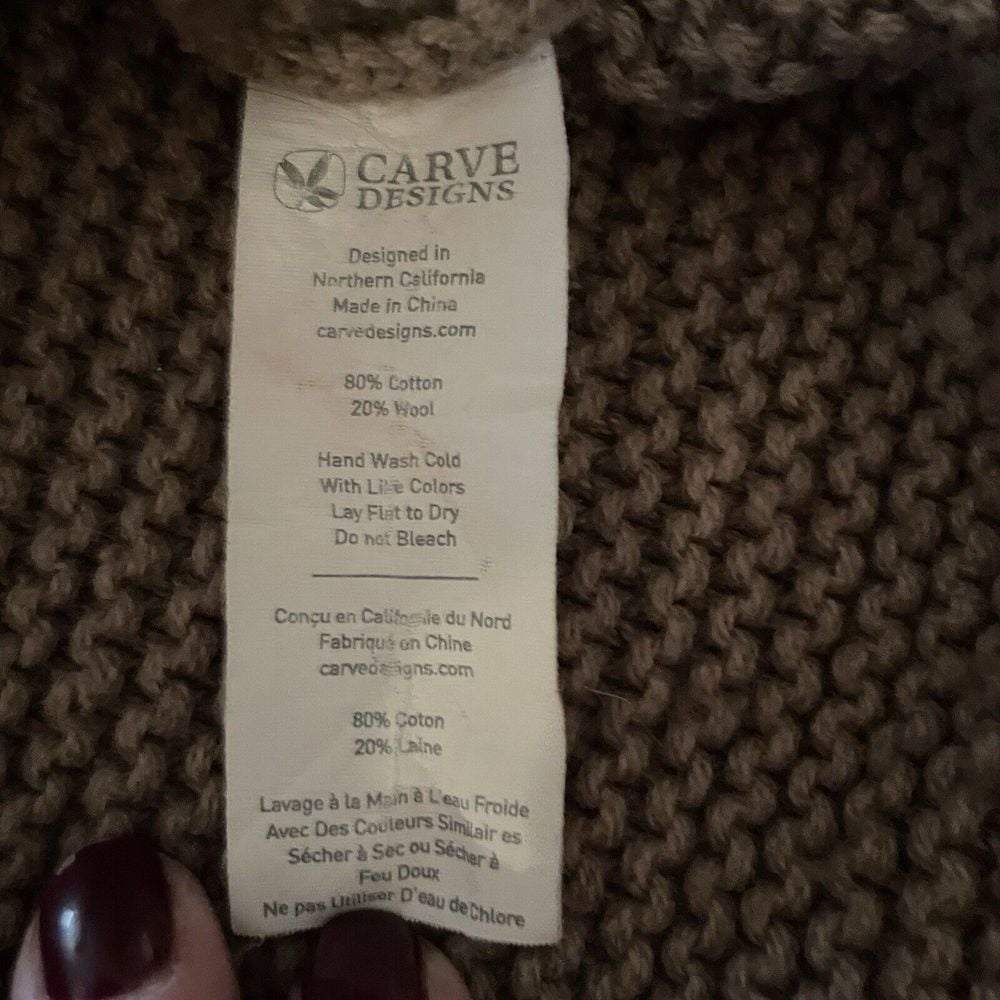 CARVE
DESIGNS
Designed in
Northern California
Made in China
carvedesigns.com
80% Cotton
20% Wool
Hand Wash Cold
With Like Colors
Lay Flat to Dry
Do not Bleach
Conçu en Californie du Nord
Fabriqué en Chine
carvedesigns.com
80% Coton
20% Laine
Lavage à la Main à L'eau Froide
Avec Des Couleurs Similair es
Sécher à Sec ou Sécher à
Feu Doux
Ne pas Utiliser D'eau de Chlore